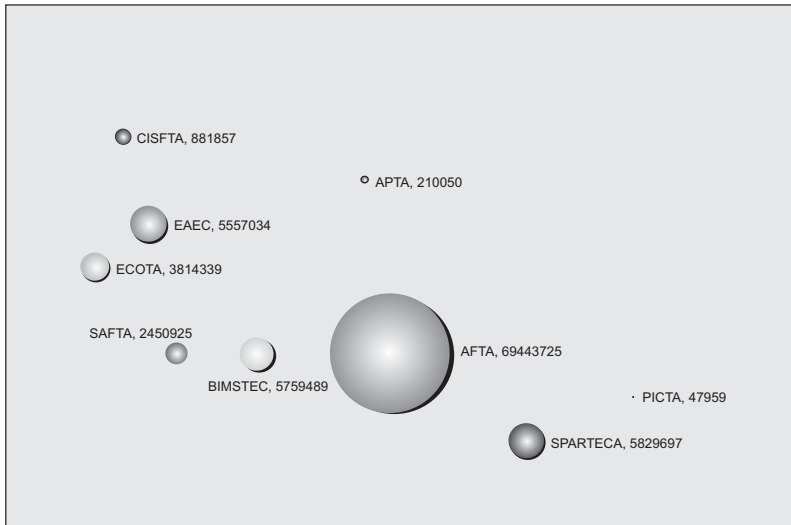 CISFTA, 881857
APTA, 210050
EAEC, 5557034
ECOTA, 3814339
SAFTA, 2450925
AFTA, 69443725
BIMSTEC, 5759489
PICTA, 47959
SPARTECA, 5829697